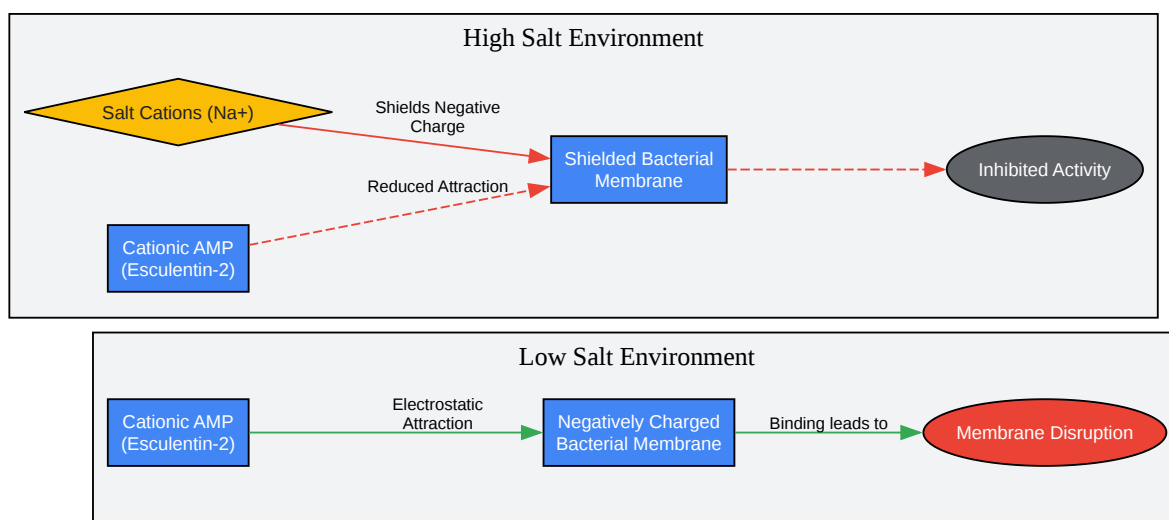 High Salt Environment
Salt Cations (Na+)
Shields Negative
Charge
Shielded Bacterial
Membrane
Inhibited Activity
Reduced Attraction
Cationic AMP
(Esculentin-2)
Low Salt Environment
Cationic AMP
(Esculentin-2)
Electrostatic
Attraction
Negatively Charged
Bacterial Membrane
Binding leads to
Membrane Disruption